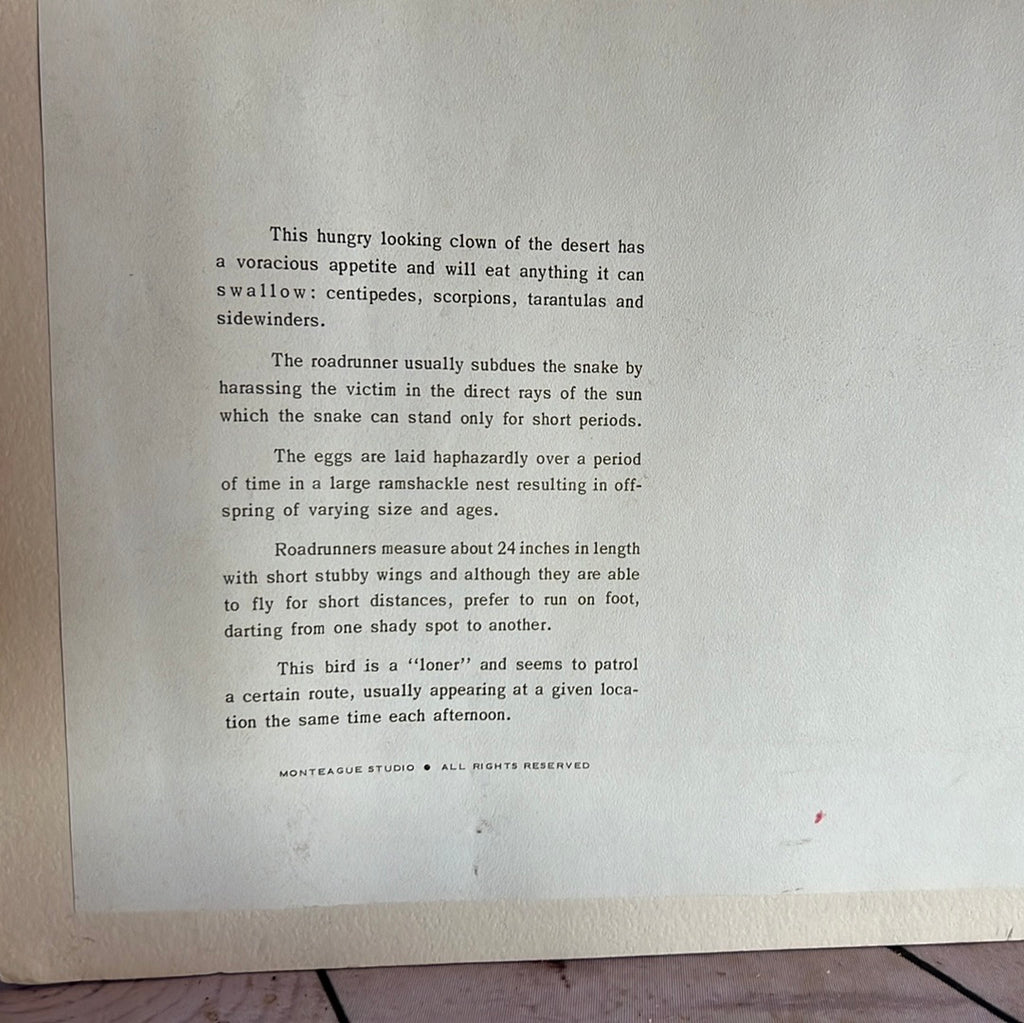 This hungry looking clown of the desert has
a voracious appetite and will eat anything it can
swallow: centipedes, scorpions, tarantulas and
sidewinders.
The roadrunner usually subdues the snake by
harassing the victim in the direct rays of the sun
which the snake can stand only for short periods.
The eggs are laid haphazardly over a period
of time in a large ramshackle nest resulting in off-
spring of varying size and ages.
Roadrunners measure about 24 inches in length
with short stubby wings and although they are able
to fly for short distances, prefer to run on foot,
darting from one shady spot to another.
This bird is a ‘‘loner’’ and seems to patrol
a certain route, usually appearing at a given loca-
tion the same time each afternoon.
MONTEAGUE STUDIO ● ALL RIGHTS RESERVED